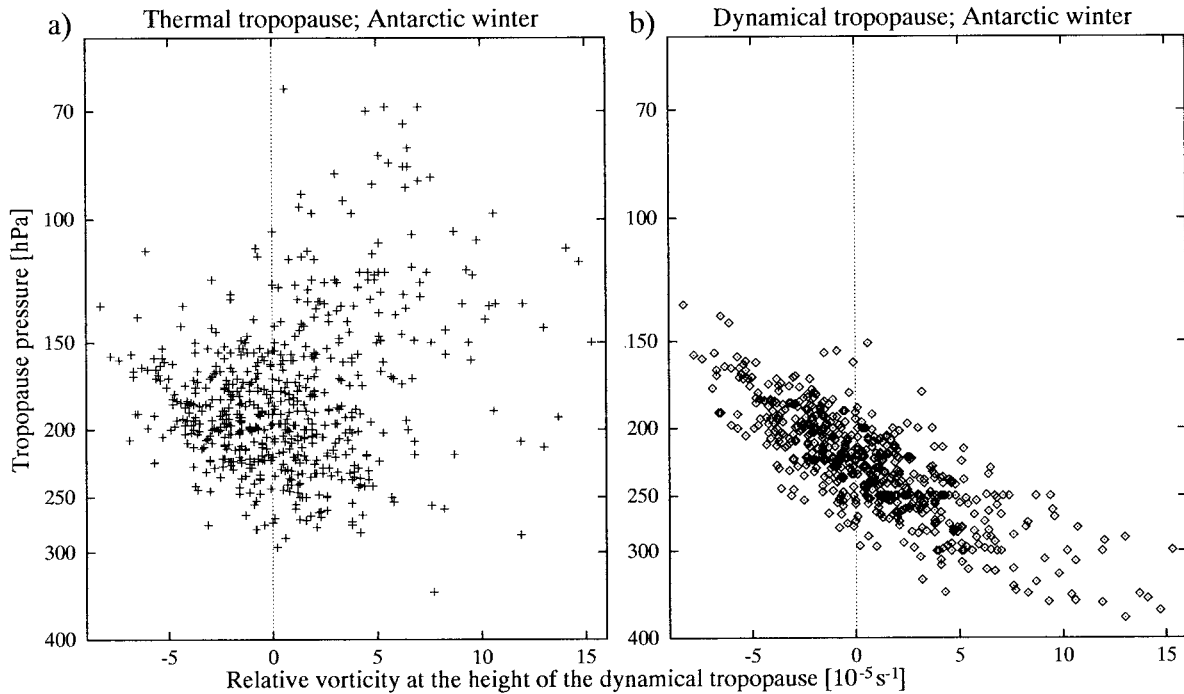 a) Thermal tropopause; Antarctic winter
b) Dynamical tropopause; Antarctic winter
Tropopause pressure [hPa]
70
100
150
200
250
300
400
-5 0 5 10 15
70
100
150
200
250
300
400
-5 0 5 10 15
Relative vorticity at the height of the dynamical tropopause [10⁻⁵s⁻¹]